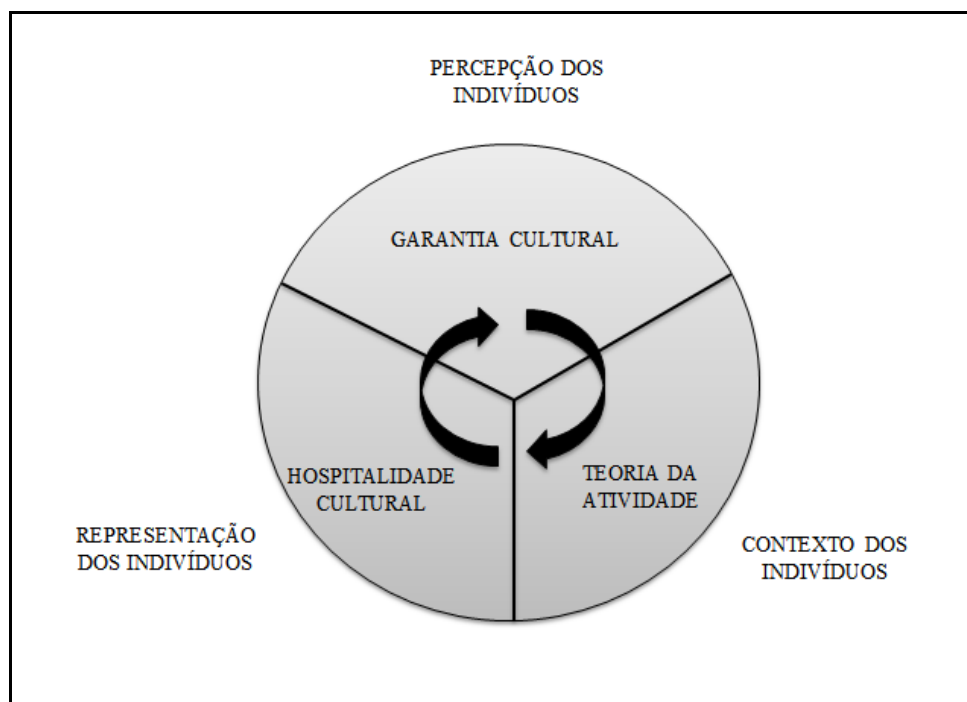 PERCEPÇÃO DOS
INDIVÍDUOS
GARANTIA CULTURAL
HOSPITALIDADE
CULTURAL
TEORIA DA
ATIVIDADE
REPRESENTAÇÃO
DOS INDIVÍDUOS
CONTEXTO DOS
INDIVÍDUOS